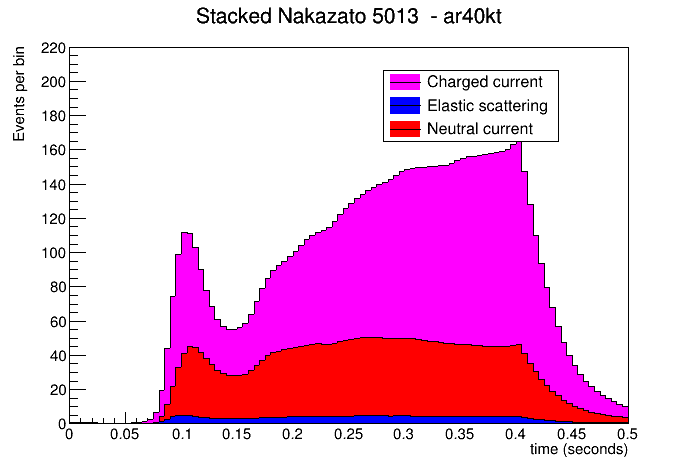 Stacked Nakazato 5013 - ar40kt
Events per bin
220
200
180
160
140
120
100
80
60
40
20
0
Charged current
Elastic scattering
Neutral current
0 0.05 0.1 0.15 0.2 0.25 0.3 0.35 0.4 0.45 0.5
time (seconds)